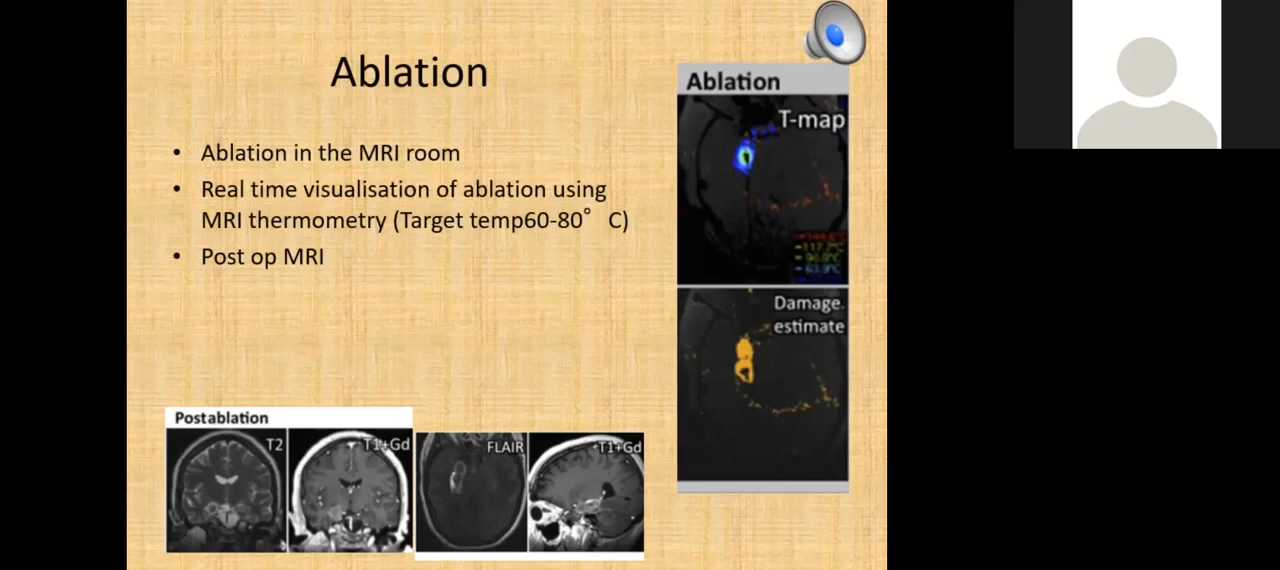 Ablation
• Ablation in the MRI room
• Real time visualisation of ablation using
MRI thermometry (Target temp60-80° C)
• Post op MRI
Ablation
T-map
Damage
estimate
Postablation
T2
T1+Gd
FLAIR
T1+Gd